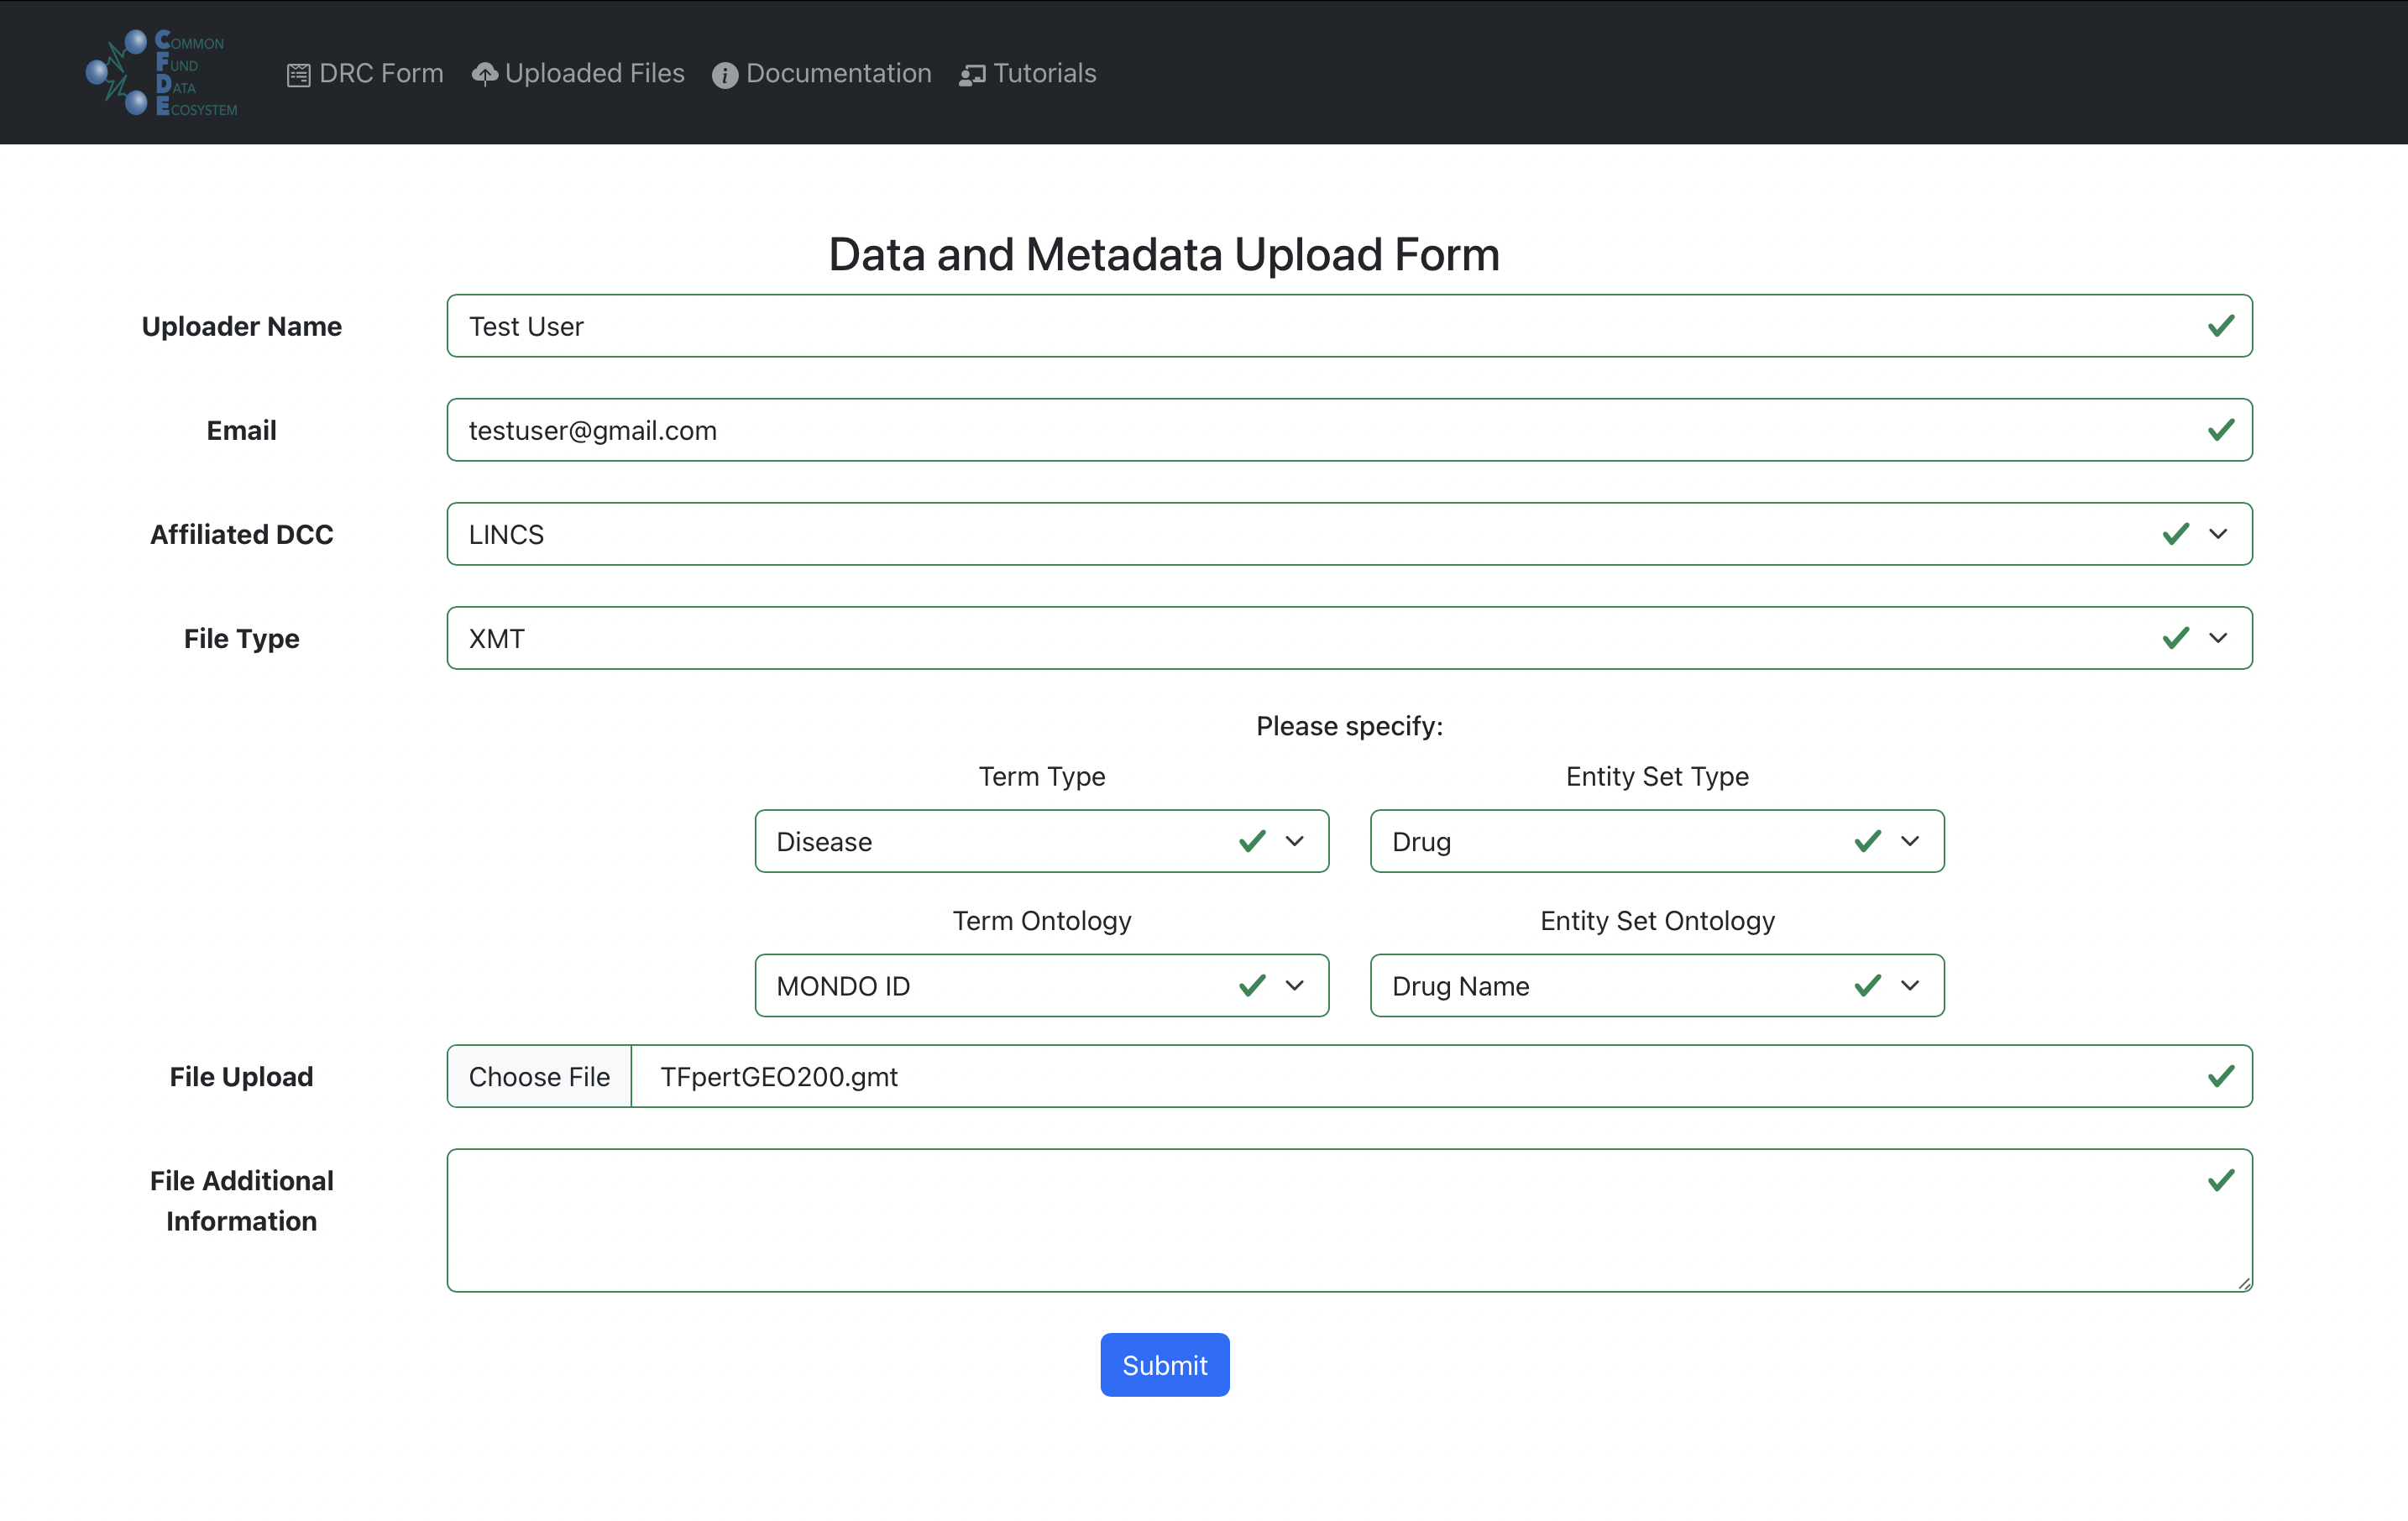 COMMON
FUND
DATA
ECOSYSTEM
DRC Form
Uploaded Files
Documentation
Tutorials
Data and Metadata Upload Form
Uploader Name
Test User
Email
testuser@gmail.com
Affiliated DCC
LINCS
File Type
XMT
Please specify:
Term Type
Entity Set Type
Disease
Drug
Term Ontology
Entity Set Ontology
MONDO ID
Drug Name
File Upload
Choose File
TFpertGEO200.gmt
File Additional
Information
Submit